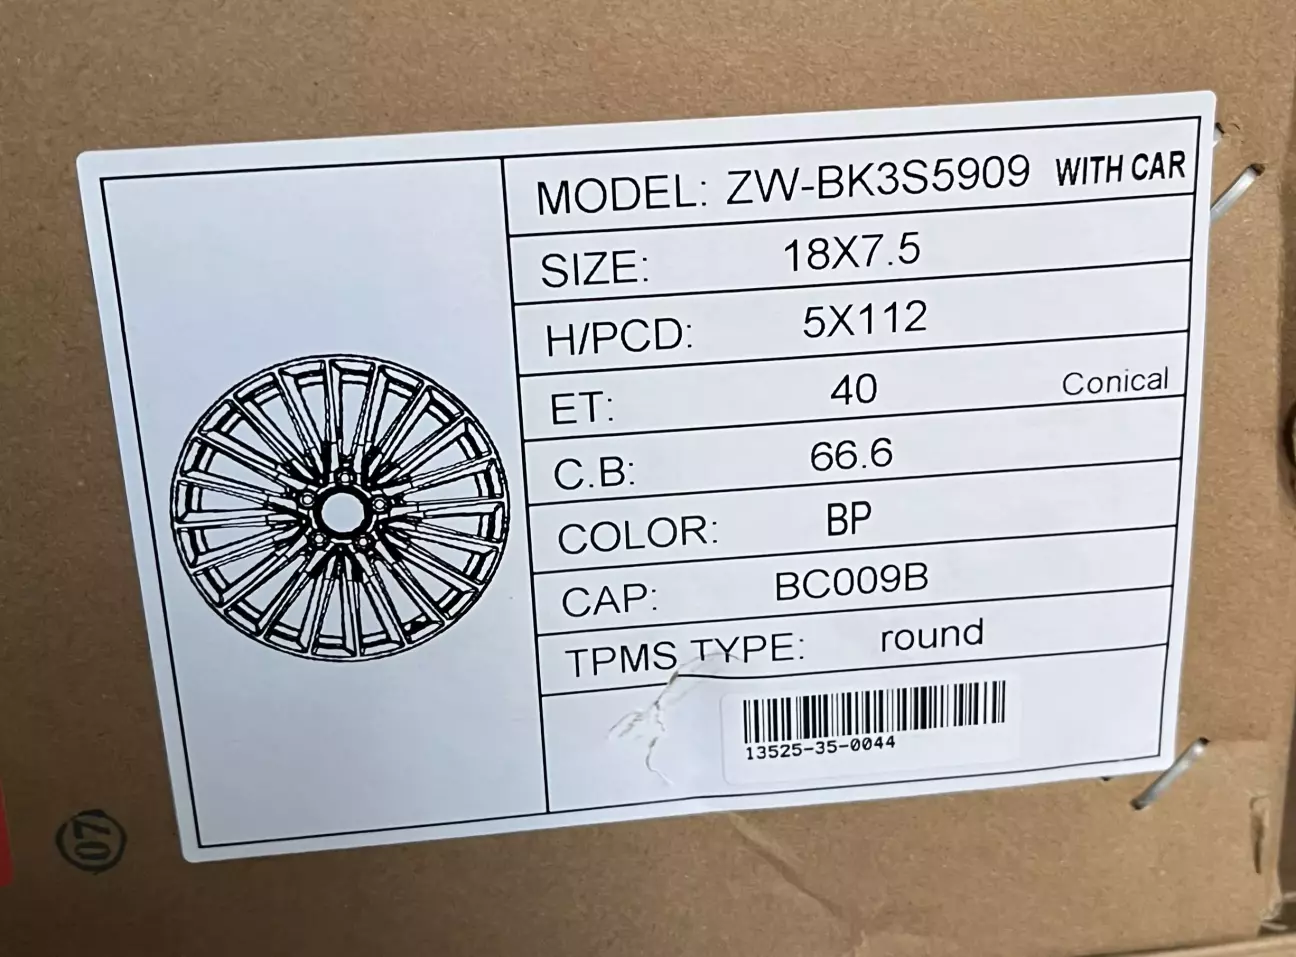 MODEL: ZW-BK3S5909 WITH CAR
SIZE: 18X7.5
H/PCD: 5X112
ET: 40 Conical
C.B: 66.6
COLOR: BP
CAP: BC009B
TPMS TYPE: round
13525-35-0044
07